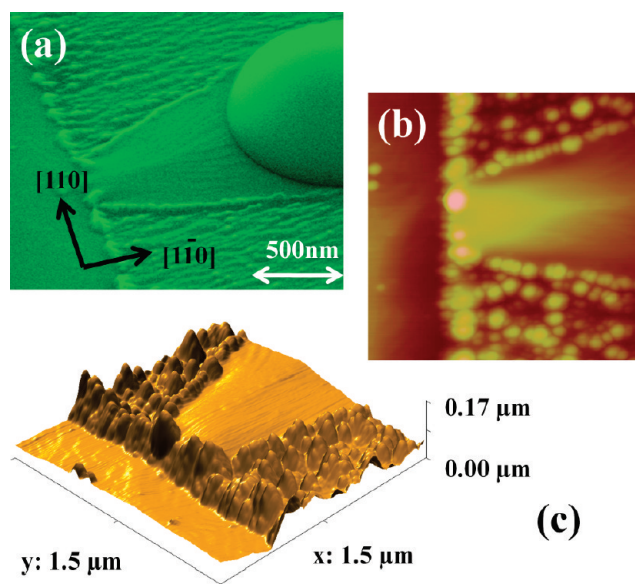 (a)
(b)
[110]
[11̄0]
500nm
0.17 µm
0.00 µm
(c)
y: 1.5 µm
x: 1.5 µm